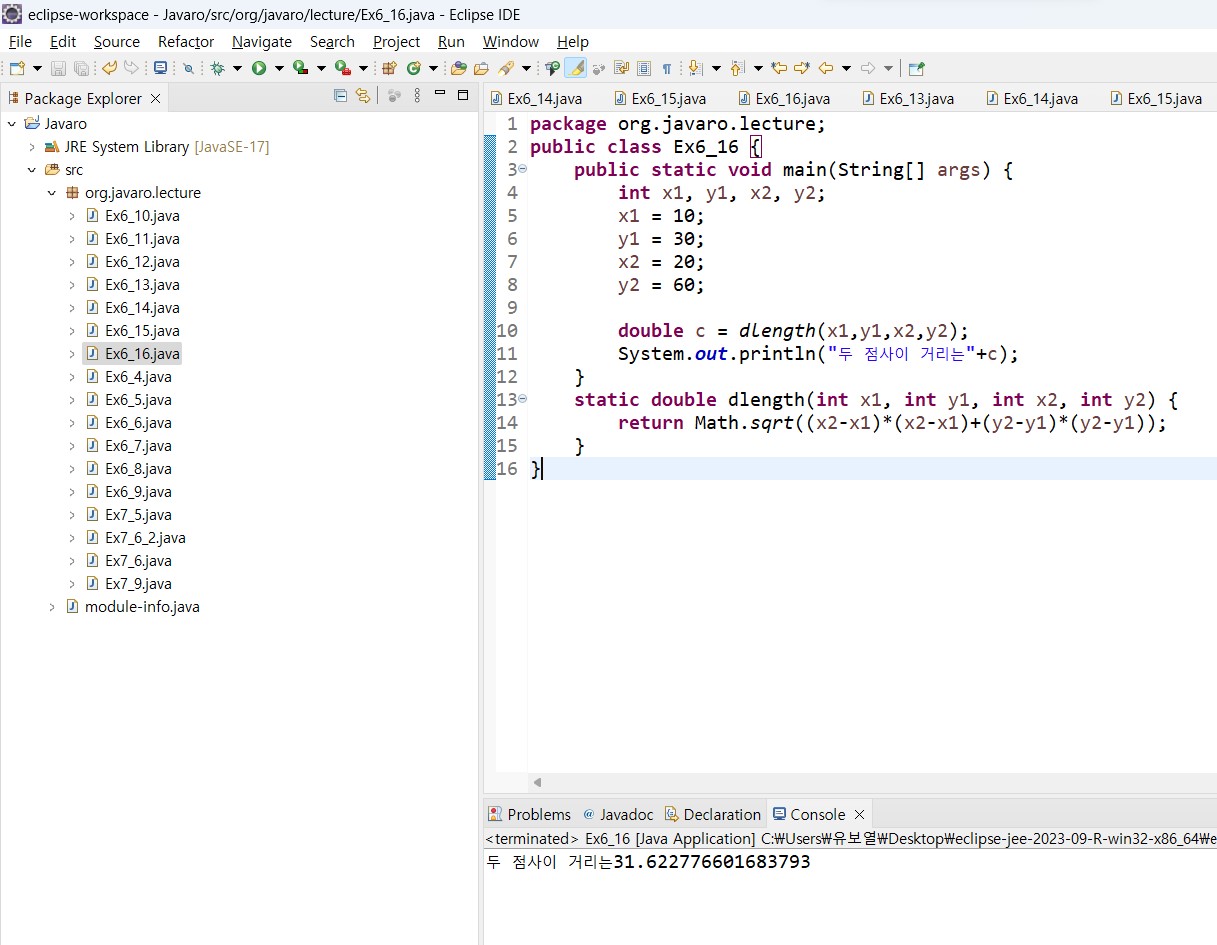 eclipse-workspace - Javaro/src/org/javaro/lecture/Ex6_16.java - Eclipse IDE
File Edit Source Refactor Navigate Search Project Run Window Help
Package Explorer
Javaro
JRE System Library [JavaSE-17]
src
org.javaro.lecture
Ex6_10.java
Ex6_11.java
Ex6_12.java
Ex6_13.java
Ex6_14.java
Ex6_15.java
Ex6_16.java
Ex6_4.java
Ex6_5.java
Ex6_6.java
Ex6_7.java
Ex6_8.java
Ex6_9.java
Ex7_5.java
Ex7_6_2.java
Ex7_6.java
Ex7_9.java
module-info.java
Ex6_14.java Ex6_15.java Ex6_16.java Ex6_13.java Ex6_14.java Ex6_15.java
1 package org.javaro.lecture;
2 public class Ex6_16 {
3 public static void main(String[] args) {
4 int x1, y1, x2, y2;
5 x1 = 10;
6 y1 = 30;
7 x2 = 20;
8 y2 = 60;
9
10 double c = dlength(x1,y1,x2,y2);
11 System.out.println("두 점사이 거리는"+c);
12 }
13 static double dlength(int x1, int y1, int x2, int y2) {
14 return Math.sqrt((x2-x1)*(x2-x1)+(y2-y1)*(y2-y1));
15 }
16 }
Problems @ Javadoc Declaration Console
<terminated> Ex6_16 [Java Application] C:₩Users₩유보열₩Desktop₩eclipse-jee-2023-09-R-win32-x86_64₩e
두 점사이 거리는31.622776601683793